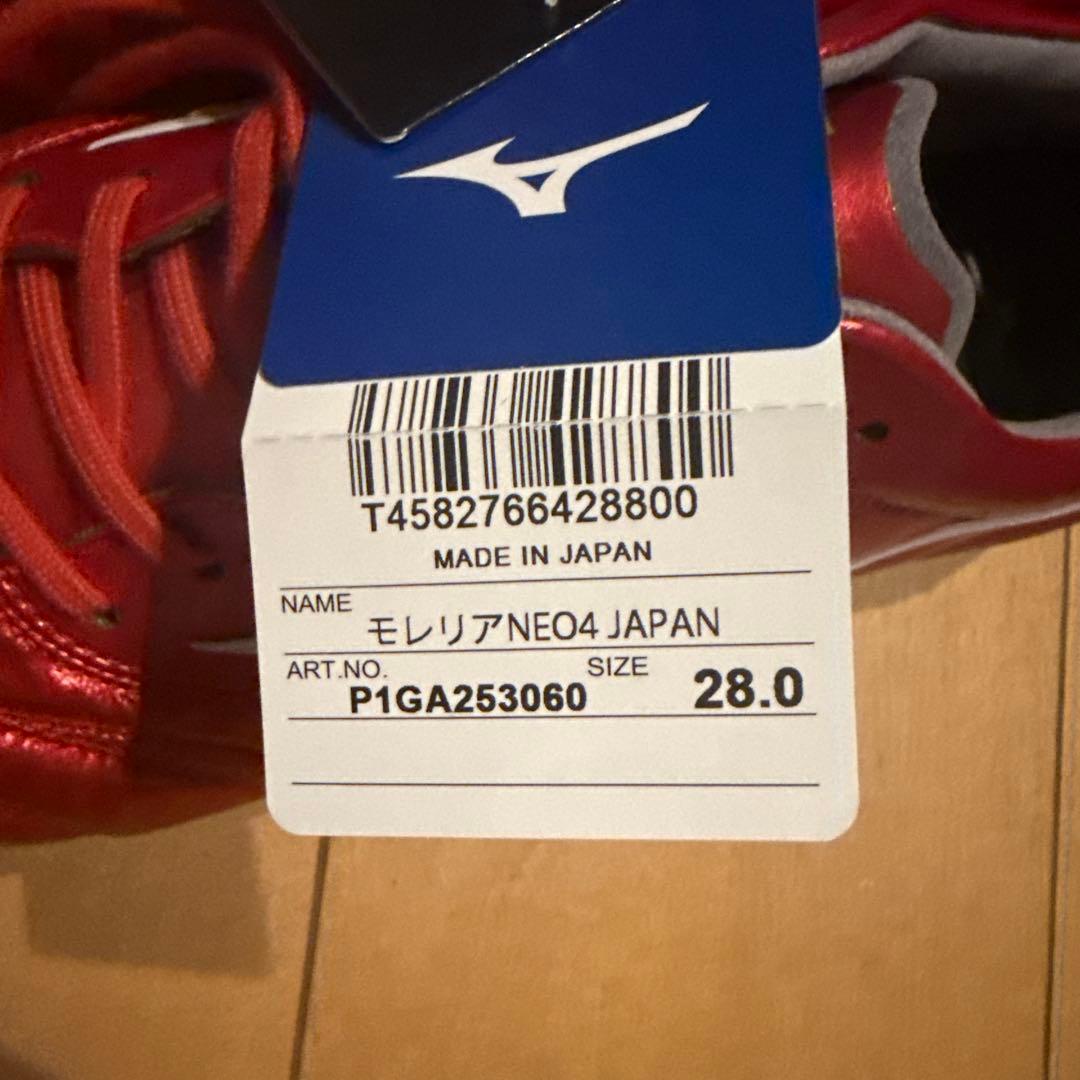 T4582766428800
MADE IN JAPAN
NAME
モレリアNEO4 JAPAN
ART.NO.
P1GA253060
SIZE
28.0